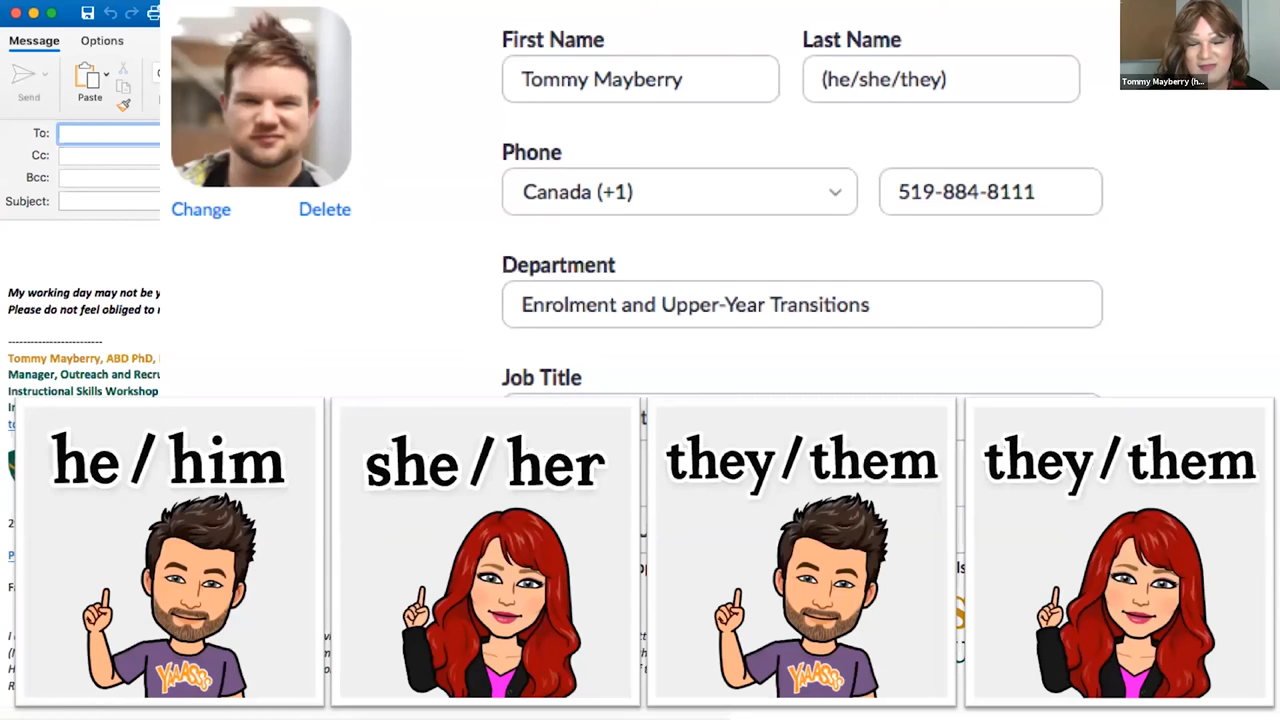 Message
Options
Send
Paste
To:
Cc:
Bcc:
Subject:
My working day may not be
Please do not feel obliged to
-------------------------
Tommy Mayberry, ABD PhD,
Manager, Outreach and
Instructional Skills Workshop
Change
Delete
First Name
Last Name
Tommy Mayberry
(he/she/they)
Phone
Canada (+1)
519-884-8111
Department
Enrolment and Upper-Year Transitions
Job Title
Tommy Mayberry (h...
he/him
she/her
they/them
they/them
YAAASSS
YAAASSS